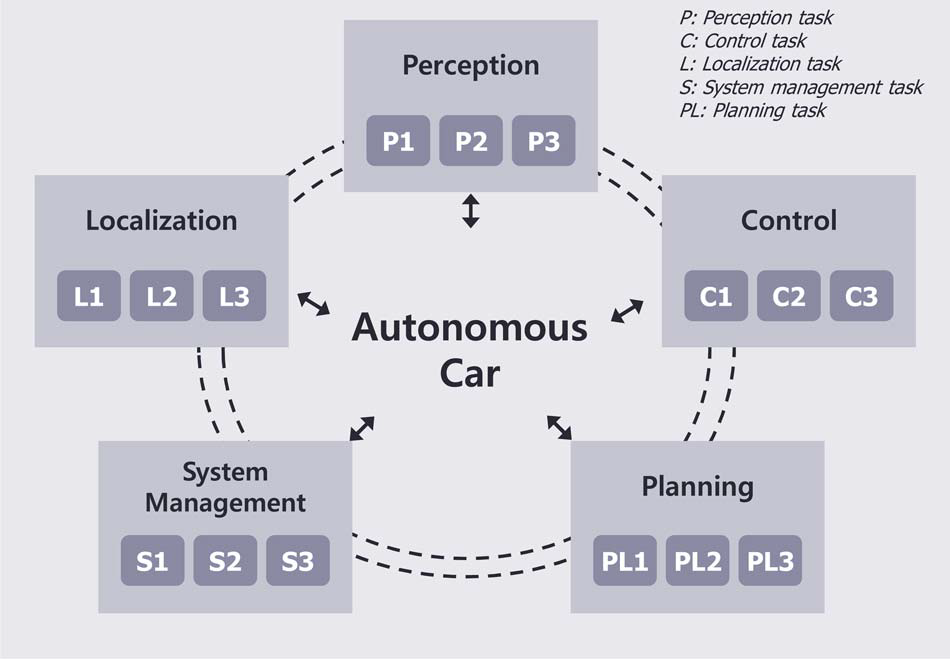 P: Perception task
C: Control task
L: Localization task
S: System management task
PL: Planning task
Perception
P1 P2 P3
Localization
L1 L2 L3
Control
C1 C2 C3
Autonomous
Car
System
Management
S1 S2 S3
Planning
PL1 PL2 PL3